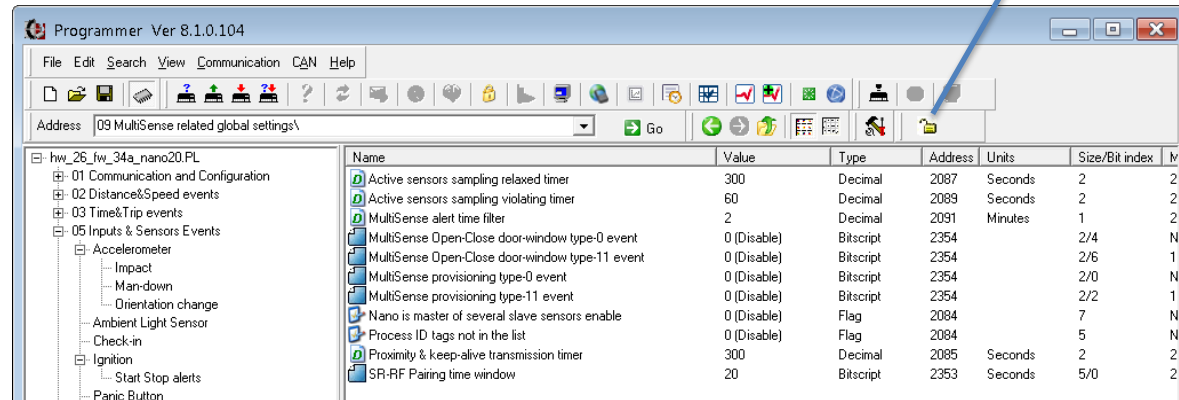 Programmer Ver 8.1.0.104
File Edit Search View Communication CAN Help
Address 09 MultiSense related global settings\ Go
hw_26_fw_34a_nano20.PL
01 Communication and Configuration
02 Distance&Speed events
03 Time&Trip events
05 Inputs & Sensors Events
Accelerometer
Impact
Man-down
Orientation change
Ambient Light Sensor
Check-in
Ignition
Start Stop alerts
Panic Button
Name Value Type Address Units Size/Bit index M
Active sensors sampling relaxed timer 300 Decimal 2087 Seconds 2 2
Active sensors sampling violating timer 60 Decimal 2089 Seconds 2 2
MultiSense alert time filter 2 Decimal 2091 Minutes 1 2
MultiSense Open-Close door-window type-0 event 0 (Disable) Bitscript 2354 2/4 N
MultiSense Open-Close door-window type-11 event 0 (Disable) Bitscript 2354 2/6 1
MultiSense provisioning type-0 event 0 (Disable) Bitscript 2354 2/0 N
MultiSense provisioning type-11 event 0 (Disable) Bitscript 2354 2/2 1
Nano is master of several slave sensors enable 0 (Disable) Flag 2084 7 N
Process ID tags not in the list 0 (Disable) Flag 2084 5 N
Proximity & keep-alive transmission timer 300 Decimal 2085 Seconds 2 2
SR-RF Pairing time window 20 Bitscript 2353 Seconds 5/0 2